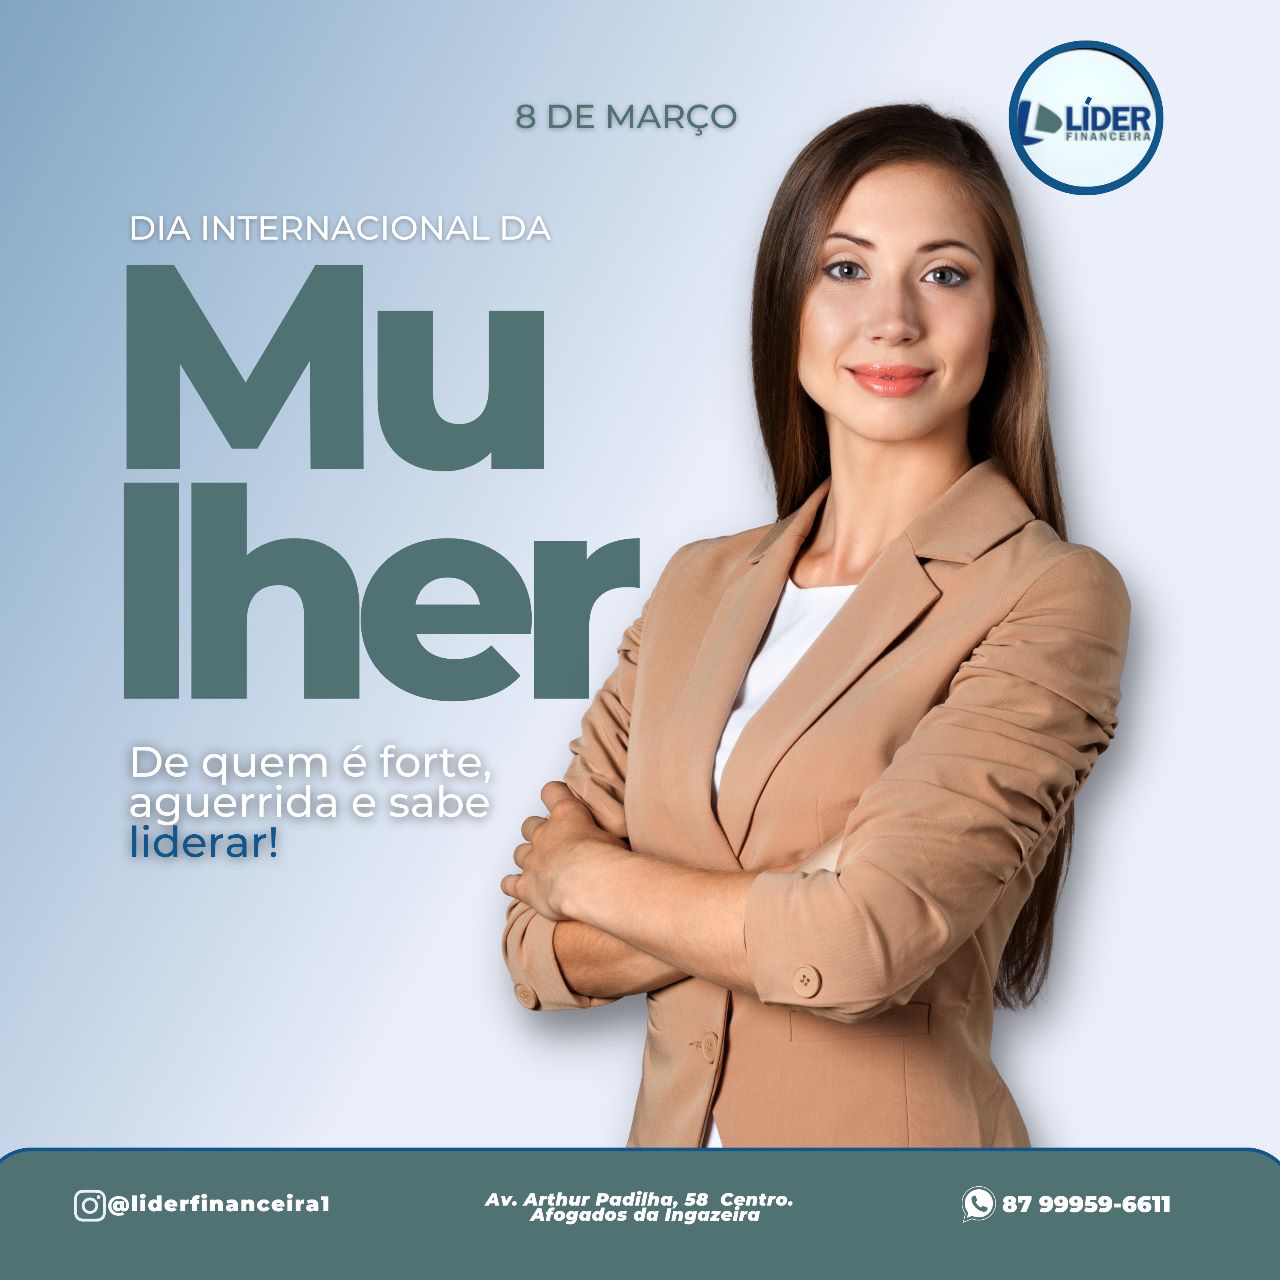 8 DE MARÇO
LÍDER
FINANCEIRA
DIA INTERNACIONAL DA
Mu
lher
De quem é forte,
aguerrida e sabe
liderar!
@liderfinanceira1
Av. Arthur Padilha, 58 Centro.
Afogados da Ingazeira
87 99959-6611